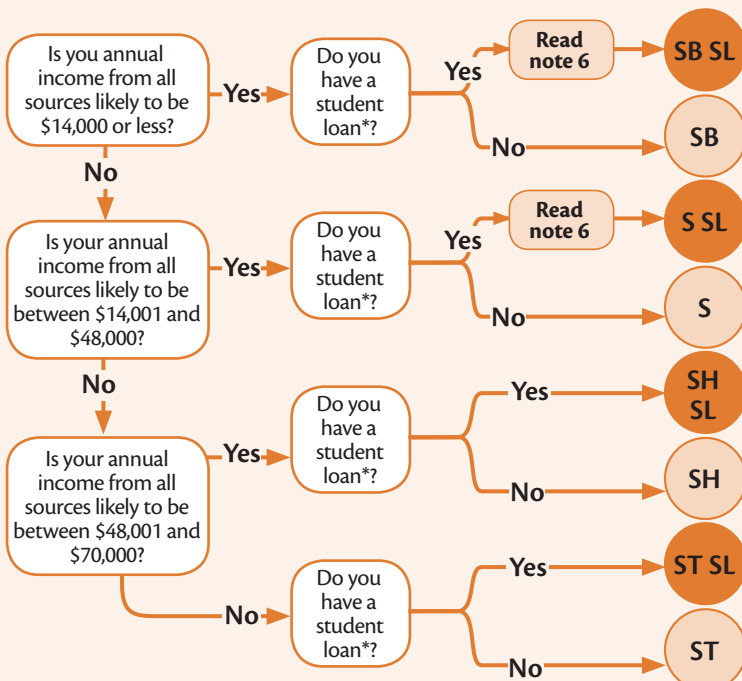 Is you annual
income from all
sources likely to be
$14,000 or less?
Yes
Do you
have a
student
loan*?
Yes
Read
note 6
SB SL
No
SB
No
Is your annual
income from all
sources likely to be
between $14,001 and
$48,000?
Yes
Do you
have a
student
loan*?
Yes
Read
note 6
S SL
No
S
No
Is your annual
income from all
sources likely to be
between $48,001 and
$70,000?
Yes
Do you
have a
student
loan*?
Yes
SH
SL
No
SH
No
Do you
have a
student
loan*?
Yes
ST SL
No
ST